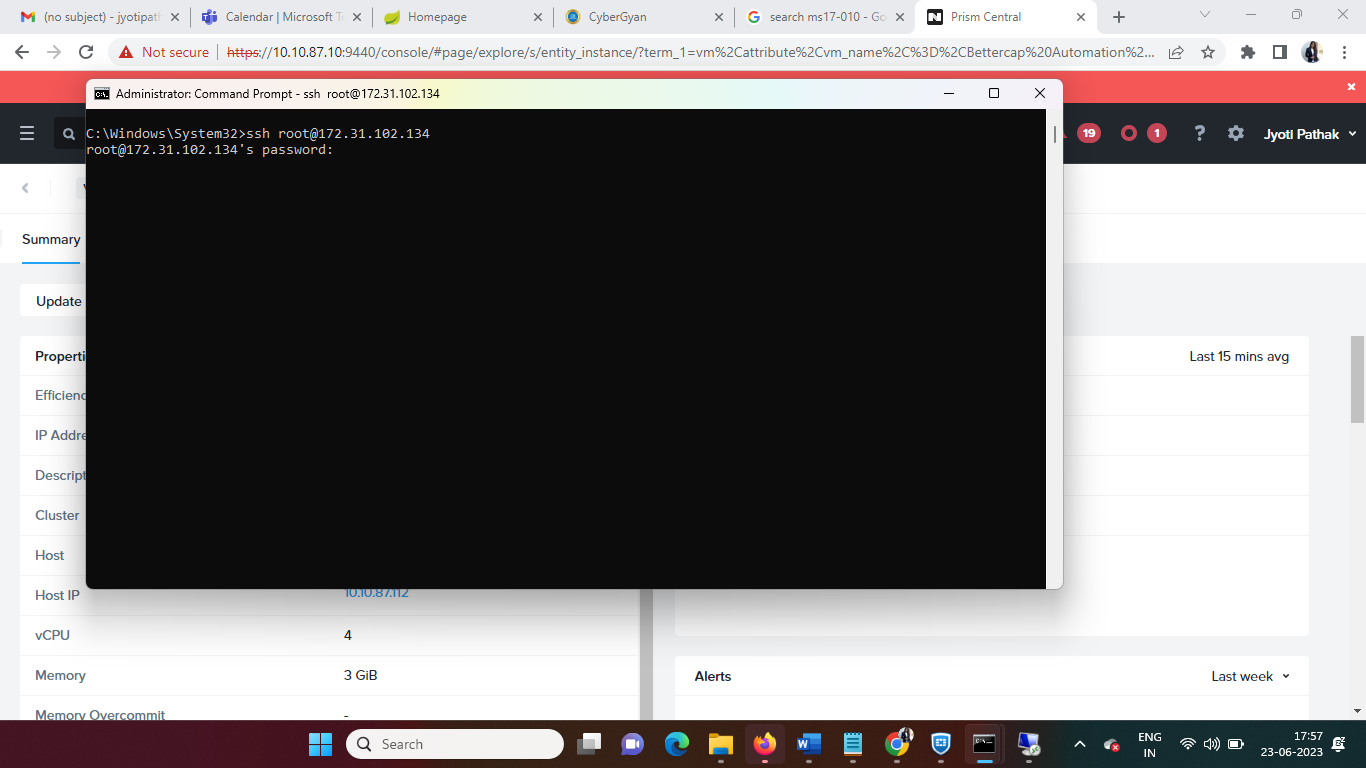 (no subject) - jyotipath
Calendar | Microsoft T
Homepage
CyberGyan
search ms17-010 - Go
Prism Central
Not secure
https://10.10.87.10:9440/console/#page/explore/s/entity_instance/?term_1=vm%2Cattribute%2Cvm_name%2C%3D%2CBettercap%20Automation%2...
Administrator: Command Prompt - ssh root@172.31.102.134
C:\Windows\System32>ssh root@172.31.102.134
root@172.31.102.134's password:
19
1
?
Jyoti Pathak
Summary
Update
Properti
Last 15 mins avg
Efficienc
IP Addre
Descript
Cluster
Host
Host IP
10.10.87.112
vCPU
4
Memory
3 GiB
Alerts
Last week
Memory Overcommit
-
Search
ENG
IN
17:57
23-06-2023